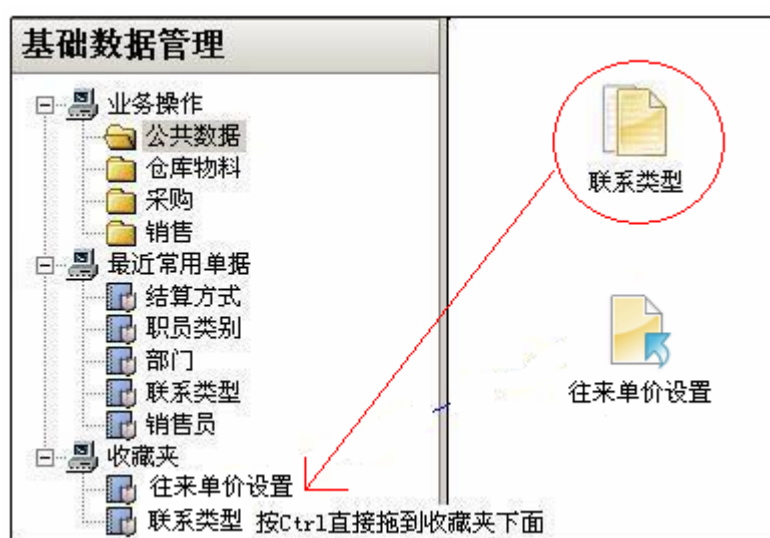 基础数据管理
业务操作
公共数据
仓库物料
采购
销售
最近常用单据
结算方式
职员类别
部门
联系类型
销售员
收藏夹
往来单价设置
联系类型 按Ctrl直接拖到收藏夹下面
联系类型
往来单价设置